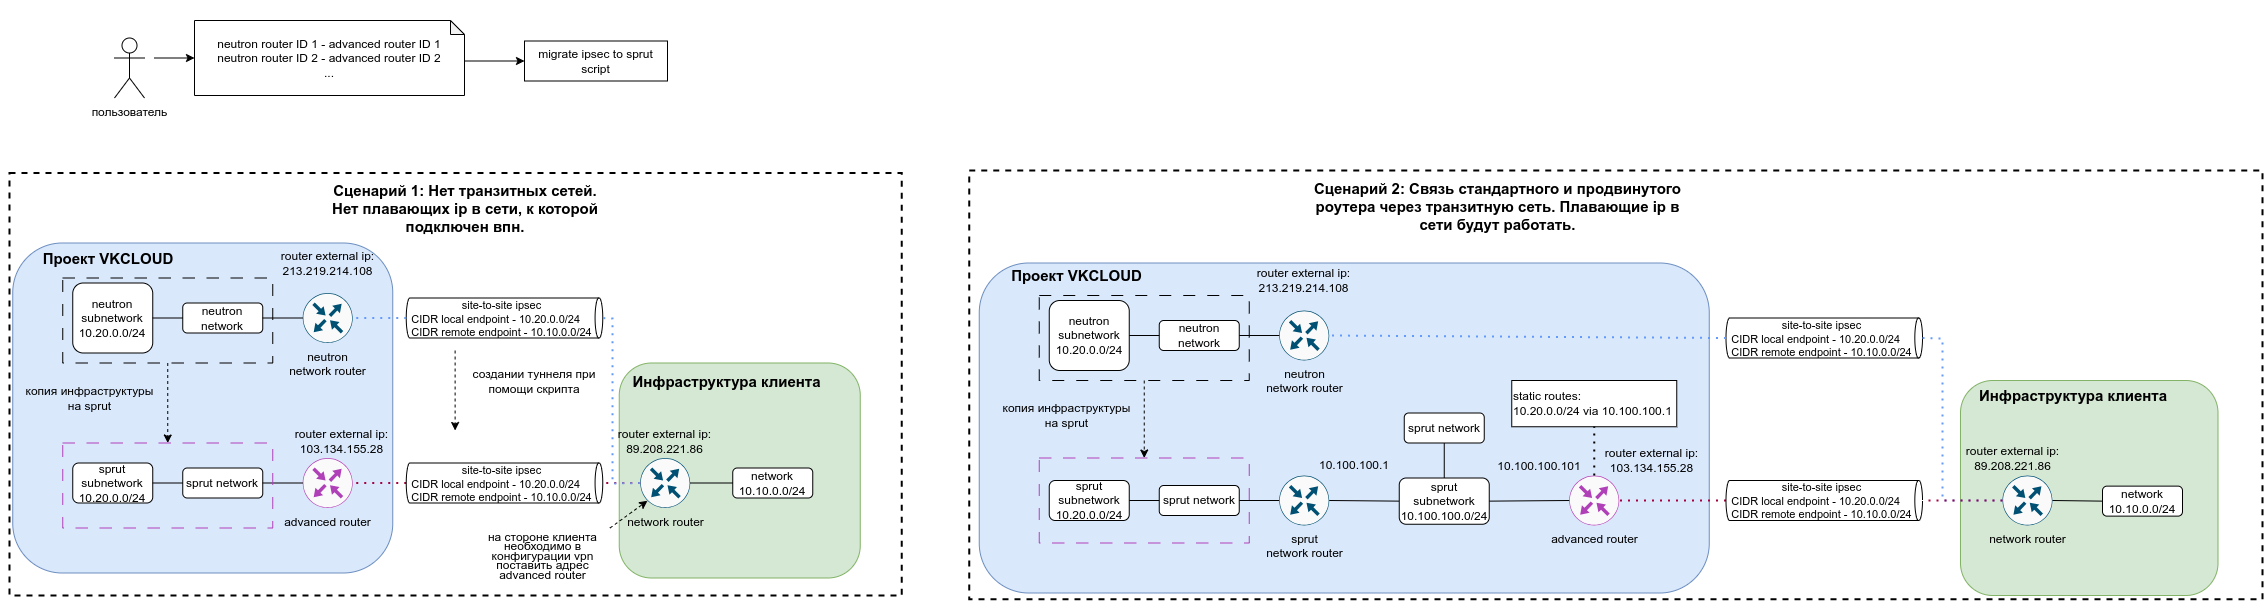 neutron router ID 1 - advanced router ID 1
neutron router ID 2 - advanced router ID 2
...
migrate ipsec to sprut
script
пользователь
Сценарий 1: Нет транзитных сетей.
Нет плавающих ip в сети, к которой
подключен впн.
Проект VKCLOUD
router external ip:
213.219.214.108
neutron
subnetwork
10.20.0.0/24
neutron
network
neutron
network router
site-to-site ipsec
CIDR local endpoint - 10.20.0.0/24
CIDR remote endpoint - 10.10.0.0/24
копия инфраструктуры
на sprut
создании туннеля при
помощи скрипта
Инфраструктура клиента
router external ip:
103.134.155.28
sprut
subnetwork
10.20.0.0/24
sprut network
advanced router
site-to-site ipsec
CIDR local endpoint - 10.20.0.0/24
CIDR remote endpoint - 10.10.0.0/24
router external ip:
89.208.221.86
network router
network
10.10.0.0/24
на стороне клиента
необходимо в
конфигурации vpn
поставить адрес
advanced router
Сценарий 2: Связь стандартного и продвинутого
роутера через транзитную сеть. Плавающие ip в
сети будут работать.
Проект VKCLOUD
router external ip:
213.219.214.108
neutron
subnetwork
10.20.0.0/24
neutron
network
neutron
network router
site-to-site ipsec
CIDR local endpoint - 10.20.0.0/24
CIDR remote endpoint - 10.10.0.0/24
копия инфраструктуры
на sprut
static routes:
10.20.0.0/24 via 10.100.100.1
sprut network
Инфраструктура клиента
sprut
subnetwork
10.20.0.0/24
sprut network
sprut
network router
10.100.100.1
sprut
subnetwork
10.100.100.0/24
10.100.100.101
router external ip:
103.134.155.28
advanced router
site-to-site ipsec
CIDR local endpoint - 10.20.0.0/24
CIDR remote endpoint - 10.10.0.0/24
router external ip:
89.208.221.86
network router
network
10.10.0.0/24